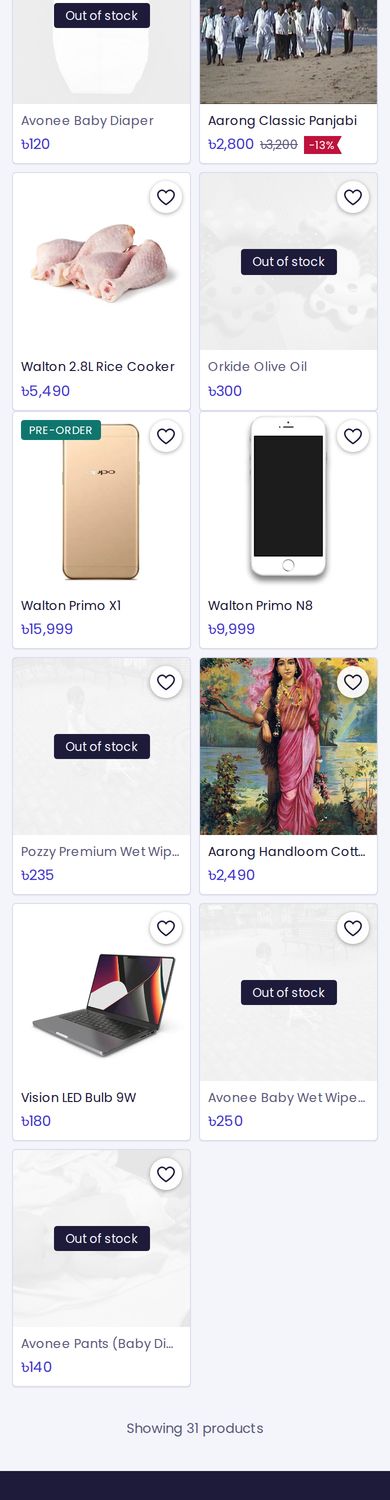 Out of stock
Avonee Baby Diaper
৳120
Aarong Classic Panjabi
৳2,800 ৳3,200 -13%
Walton 2.8L Rice Cooker
৳5,490
Out of stock
Orkide Olive Oil
৳300
PRE-ORDER
oppo
Walton Primo X1
৳15,999
Walton Primo N8
৳9,999
Out of stock
Pozzy Premium Wet Wip...
৳235
Aarong Handloom Cott...
৳2,490
Vision LED Bulb 9W
৳180
Out of stock
Avonee Baby Wet Wipe...
৳250
Out of stock
Avonee Pants (Baby Di...
৳140
Showing 31 products